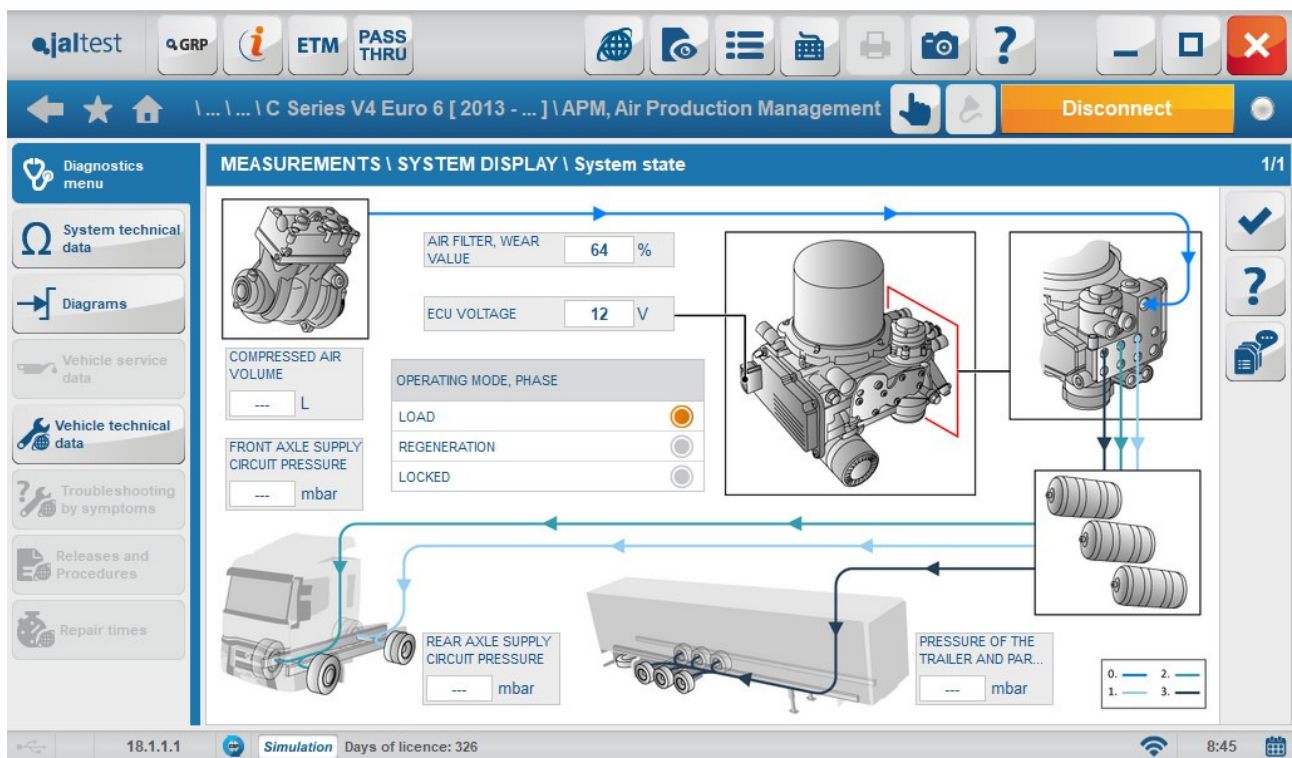 jaltest
GRP
i
ETM
PASS
THRU
?
\ ... \ ... \ C Series V4 Euro 6 [ 2013 - ... ] \ APM, Air Production Management
Disconnect
Diagnostics
menu
System technical
data
Diagrams
Vehicle service
data
Vehicle technical
data
Troubleshooting
by symptoms
Releases and
Procedures
Repair times
MEASUREMENTS \ SYSTEM DISPLAY \ System state
1/1
AIR FILTER, WEAR
VALUE
64 %
ECU VOLTAGE
12 V
COMPRESSED AIR
VOLUME
--- L
OPERATING MODE, PHASE
LOAD
REGENERATION
LOCKED
FRONT AXLE SUPPLY
CIRCUIT PRESSURE
--- mbar
REAR AXLE SUPPLY
CIRCUIT PRESSURE
--- mbar
PRESSURE OF THE
TRAILER AND PAR...
--- mbar
0. 2.
1. 3.
?
18.1.1.1
Simulation
Days of licence: 326
8:45